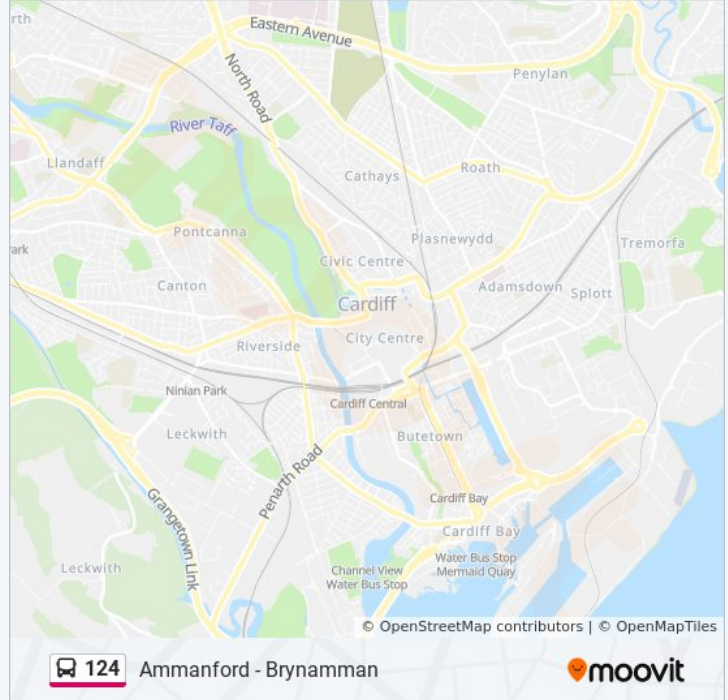 rth
Eastern Avenue
North Road
Penylan
River Taff
Llandaff
Roath
Cathays
Pontcanna
Plasnewydd
Tremorfa
ark
Civic Centre
Canton
Adamsdown
Splott
Cardiff
City Centre
Riverside
Ninian Park
Cardiff Central
Leckwith
Butetown
Penarth Road
Grangetown Link
Cardiff Bay
Cardiff Bay
Water Bus Stop
Mermaid Quay
Leckwith
Channel View
Water Bus Stop
© OpenStreetMap contributors | © OpenMapTiles
124 Ammanford - Brynamman
moovit